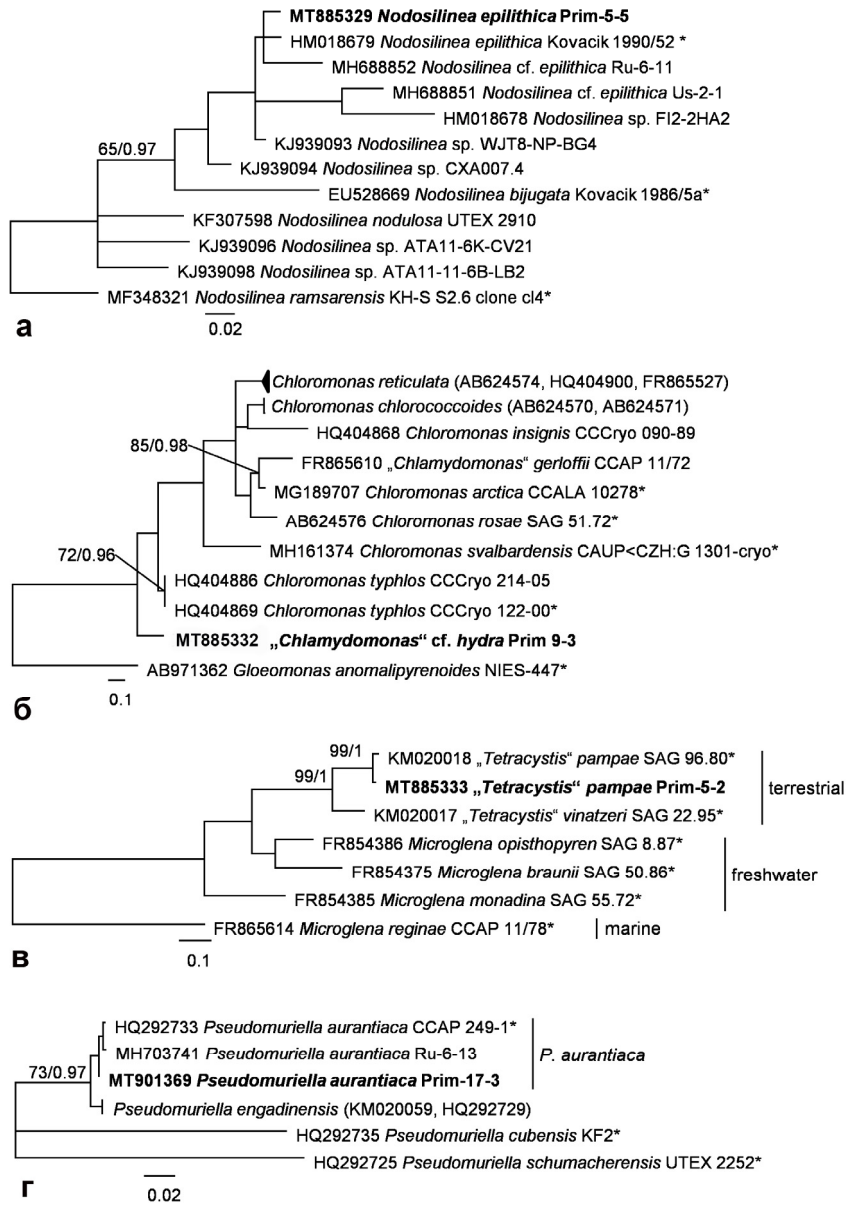 MT885329 Nodosilinea epilithica Prim-5-5
HM018679 Nodosilinea epilithica Kovacik 1990/52 *
MH688852 Nodosilinea cf. epilithica Ru-6-11
MH688851 Nodosilinea cf. epilithica Us-2-1
HM018678 Nodosilinea sp. FI2-2HA2
KJ939093 Nodosilinea sp. WJT8-NP-BG4
65/0.97
KJ939094 Nodosilinea sp. CXA007.4
EU528669 Nodosilinea bijugata Kovacik 1986/5a*
KF307598 Nodosilinea nodulosa UTEX 2910
KJ939096 Nodosilinea sp. ATA11-6K-CV21
KJ939098 Nodosilinea sp. ATA11-11-6B-LB2
MF348321 Nodosilinea ramsarensis KH-S S2.6 clone cl4*
а
0.02
Chloromonas reticulata (AB624574, HQ404900, FR865527)
Chloromonas chlorococcoides (AB624570, AB624571)
HQ404868 Chloromonas insignis CCCryo 090-89
85/0.98
FR865610 „Chlamydomonas“ gerloffii CCAP 11/72
MG189707 Chloromonas arctica CCALA 10278*
AB624576 Chloromonas rosae SAG 51.72*
MH161374 Chloromonas svalbardensis CAUP<CZH:G 1301-cryo*
72/0.96
HQ404886 Chloromonas typhlos CCCryo 214-05
HQ404869 Chloromonas typhlos CCCryo 122-00*
MT885332 „Chlamydomonas“ cf. hydra Prim 9-3
AB971362 Gloeomonas anomalipyrenoides NIES-447*
б
0.1
99/1
KM020018 „Tetracystis“ pampae SAG 96.80*
99/1
MT885333 „Tetracystis“ pampae Prim-5-2
terrestrial
KM020017 „Tetracystis“ vinatzeri SAG 22.95*
FR854386 Microglena opisthopyren SAG 8.87*
FR854375 Microglena braunii SAG 50.86*
freshwater
FR854385 Microglena monadina SAG 55.72*
FR865614 Microglena reginae CCAP 11/78*
marine
в
0.1
HQ292733 Pseudomuriella aurantiaca CCAP 249-1*
MH703741 Pseudomuriella aurantiaca Ru-6-13
P. aurantiaca
73/0.97
MT901369 Pseudomuriella aurantiaca Prim-17-3
Pseudomuriella engadinensis (KM020059, HQ292729)
HQ292735 Pseudomuriella cubensis KF2*
HQ292725 Pseudomuriella schumacherensis UTEX 2252*
г
0.02